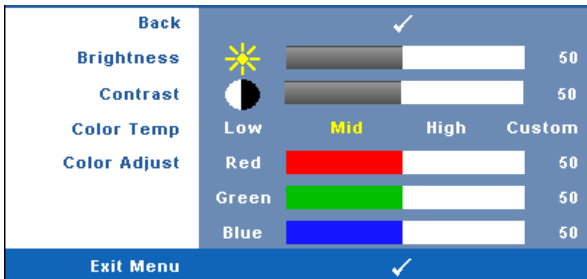 Back
Brightness 50
Contrast 50
Color Temp Low Mid High Custom
Color Adjust Red 50
Green 50
Blue 50
Exit Menu